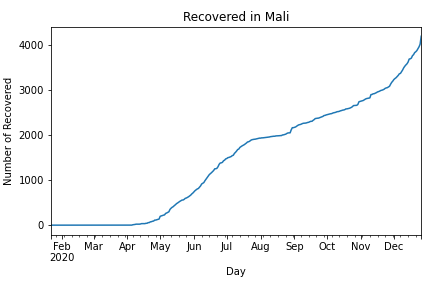 Recovered in Mali
Number of Recovered
4000
3000
2000
1000
0
Feb Mar Apr May Jun Jul Aug Sep Oct Nov Dec
2020
Day